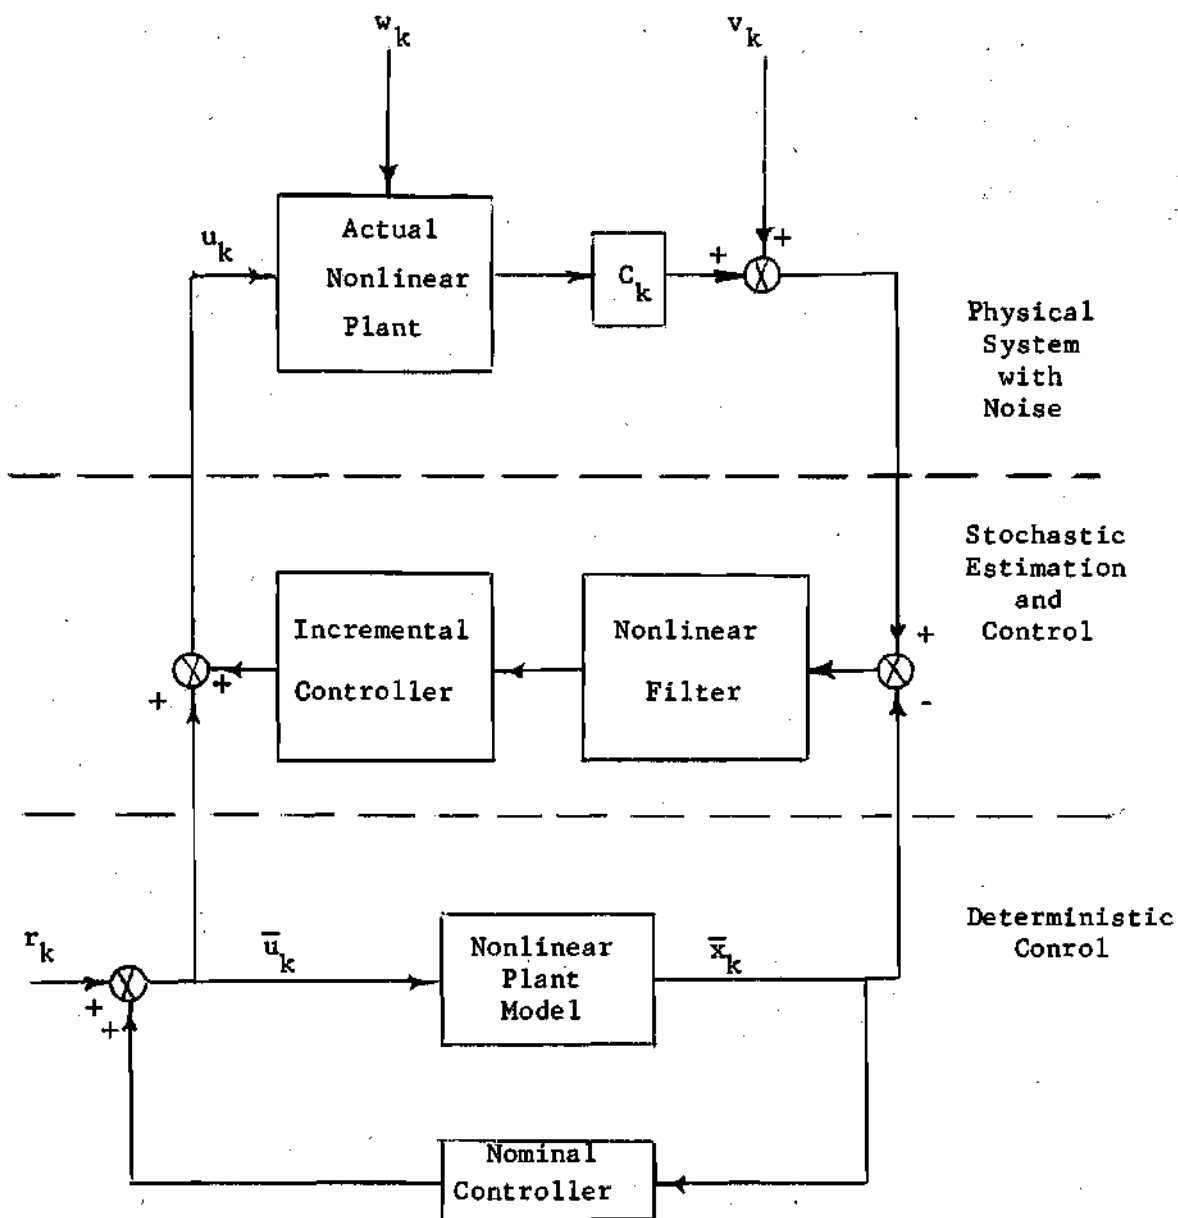 w_k
v_k
Actual
Nonlinear
Plant
u_k
C_k
+
+
Physical
System
with
Noise
Stochastic
Estimation
and
Control
Incremental
Controller
Nonlinear
Filter
+
-
+
+
Deterministic
Conrol
r_k
+
+
ū_k
Nonlinear
Plant
Model
x̄_k
Nominal
Controller